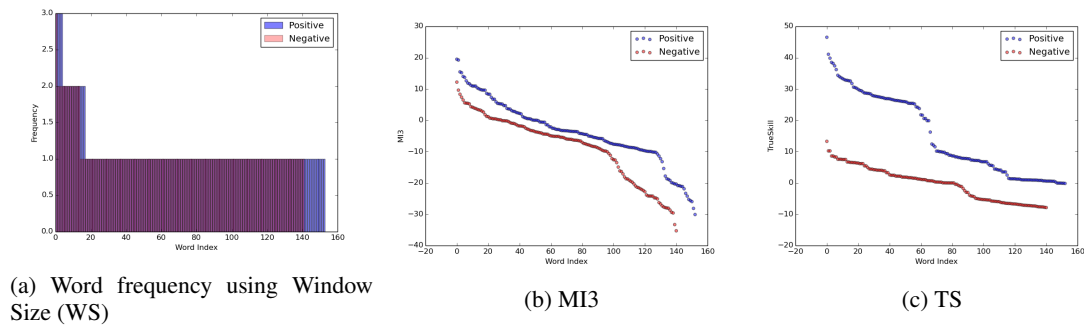 3.0
2.5
2.0
1.5
1.0
0.5
0.0
Frequency
0 20 40 60 80 100 120 140 160
Word Index
Positive
Negative
(a) Word frequency using Window
Size (WS)
40
30
20
10
0
−10
−20
−30
−40
MI3
−20 0 20 40 60 80 100 120 140 160
Word Index
Positive
Negative
(b) MI3
50
40
30
20
10
0
−10
−20
TrueSkill
−20 0 20 40 60 80 100 120 140 160
Word Index
Positive
Negative
(c) TS